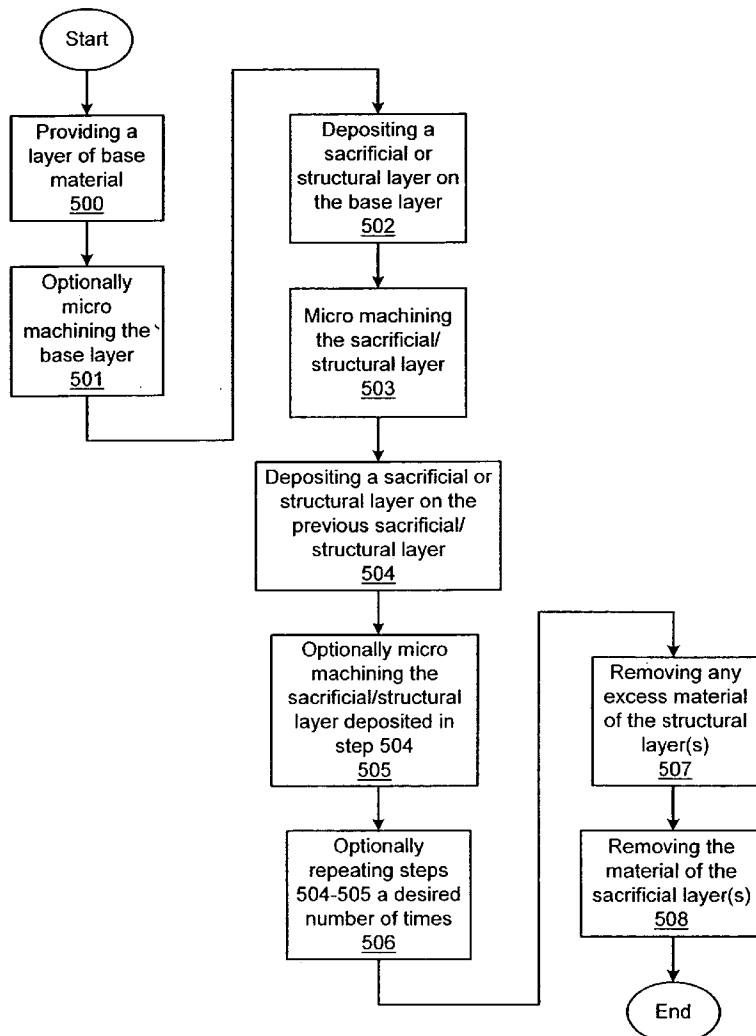 Start
Providing a
layer of base
material
500
Optionally
micro
machining the
base layer
501
Depositing a
sacrificial or
structural layer on
the base layer
502
Micro machining
the sacrificial/
structural layer
503
Depositing a sacrificial or
structural layer on the
previous sacrificial/
structural layer
504
Optionally micro
machining the
sacrificial/structural
layer deposited in
step 504
505
Optionally
repeating steps
504-505 a desired
number of times
506
Removing any
excess material
of the structural
layer(s)
507
Removing the
material of the
sacrificial layer(s)
508
End